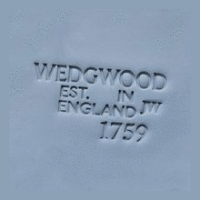 WEDGWOOD
EST. IN
ENGLAND JW
1759